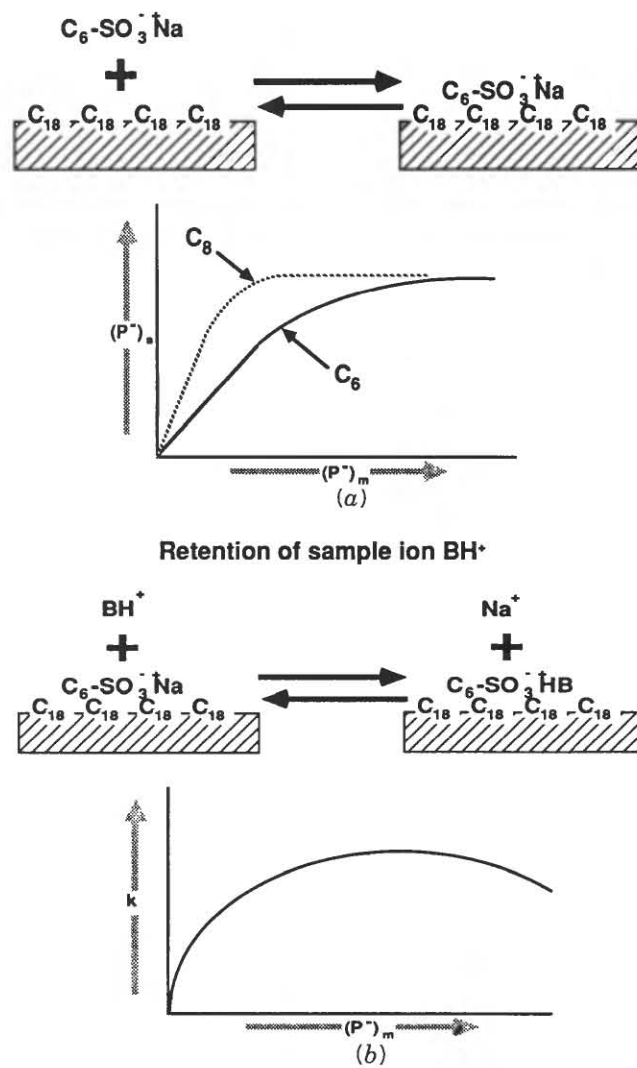 C₆-SO₃⁻⁺Na
+
C₁₈ C₁₈ C₁₈ C₁₈
C₆-SO₃⁻⁺Na
C₁₈ C₁₈ C₁₈ C₁₈
C₈
(P⁻)ₛ
C₆
(P⁻)ₘ
(a)
Retention of sample ion BH⁺
BH⁺
+
C₆-SO₃⁻⁺Na
C₁₈ C₁₈ C₁₈ C₁₈
Na⁺
+
C₆-SO₃⁻⁺HB
C₁₈ C₁₈ C₁₈ C₁₈
k
(P⁻)ₘ
(b)